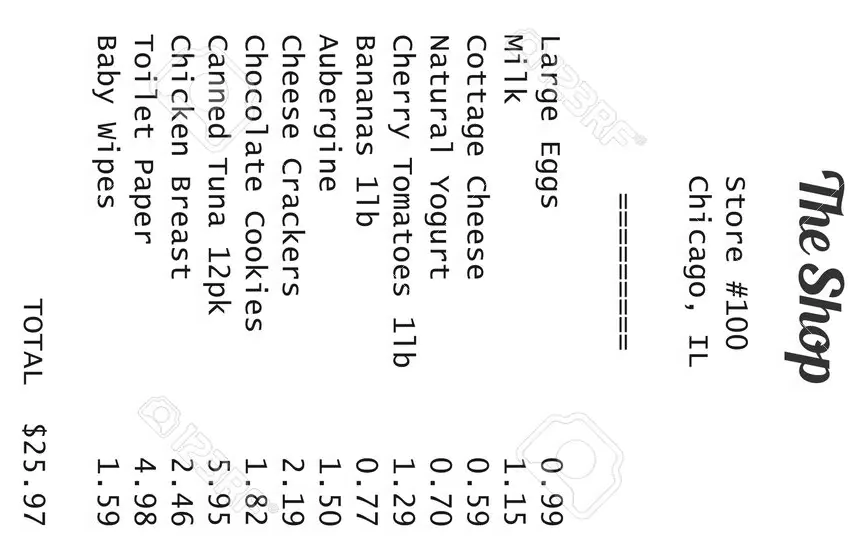 The Shop
Store #100
Chicago, IL
==========
Large Eggs 0.99
Milk 1.15
Cottage Cheese 0.59
Natural Yogurt 0.70
Cherry Tomatoes 1lb 1.29
Bananas 1lb 0.77
Aubergine 1.50
Cheese Crackers 2.19
Chocolate Cookies 1.82
Canned Tuna 12pk 5.95
Chicken Breast 2.46
Toilet Paper 4.98
Baby Wipes 1.59
TOTAL $25.97
123RF®
123RF®